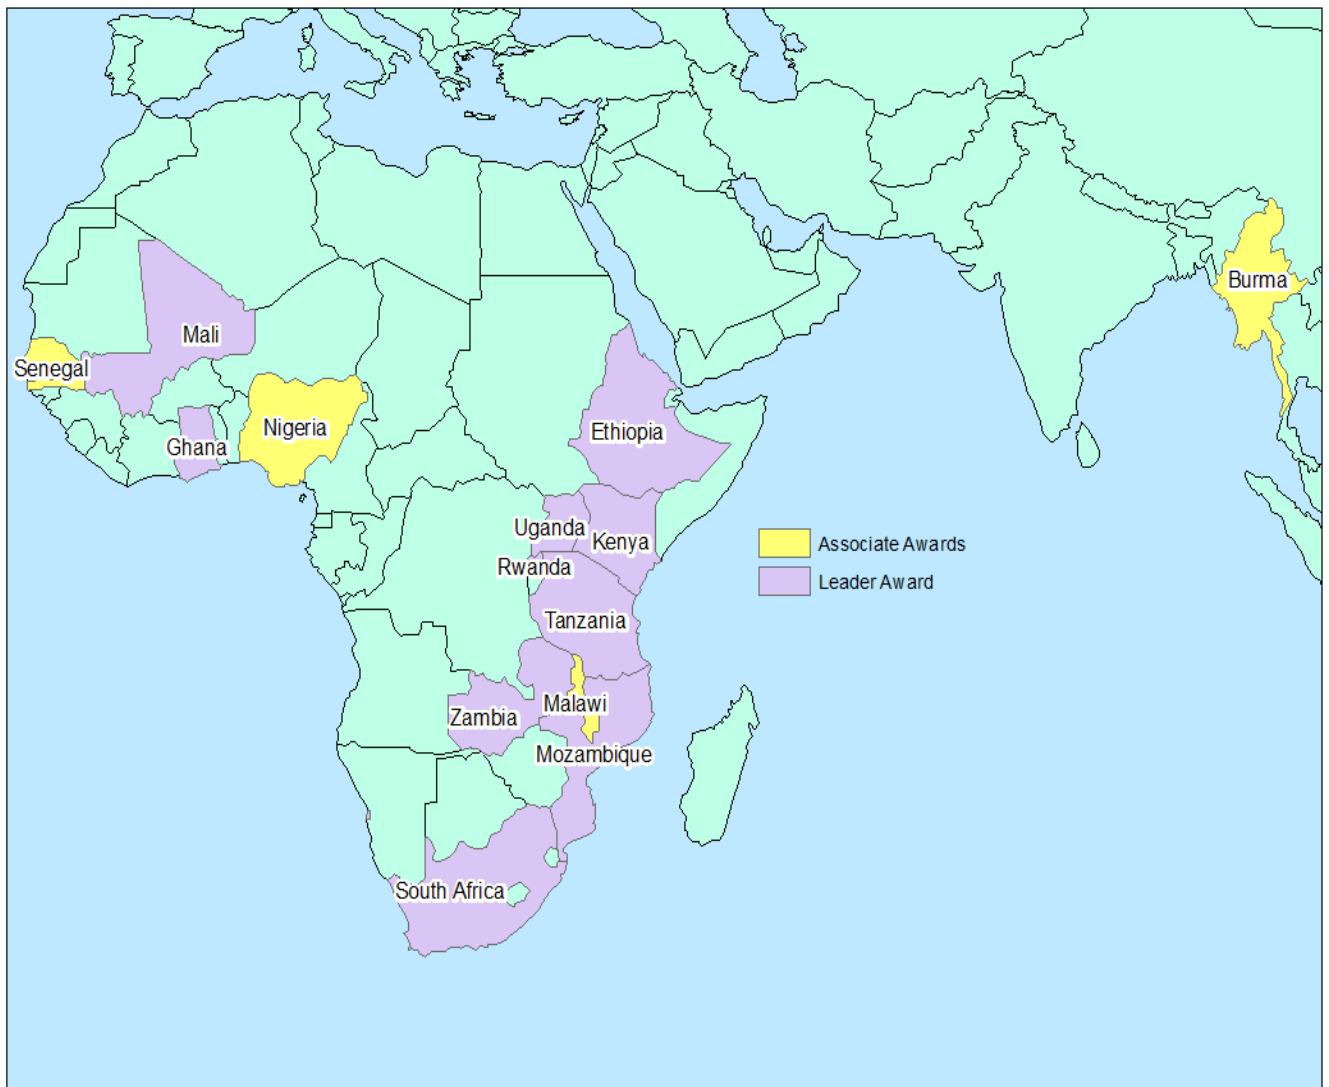 Burma
Mali
Senegal
Nigeria
Ghana
Ethiopia
Uganda
Kenya
Associate Awards
Rwanda
Leader Award
Tanzania
Malawi
Zambia
Mozambique
South Africa